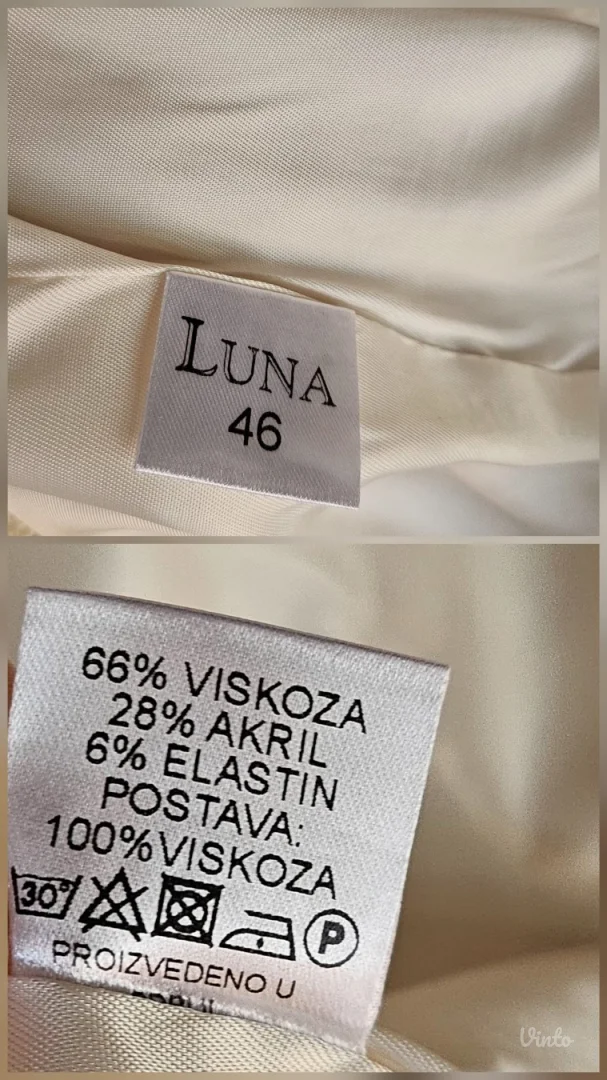 LUNA
46
66% VISKOZA
28% AKRIL
6% ELASTIN
POSTAVA:
100%VISKOZA
30° P
PROIZVEDENO U
Vinto